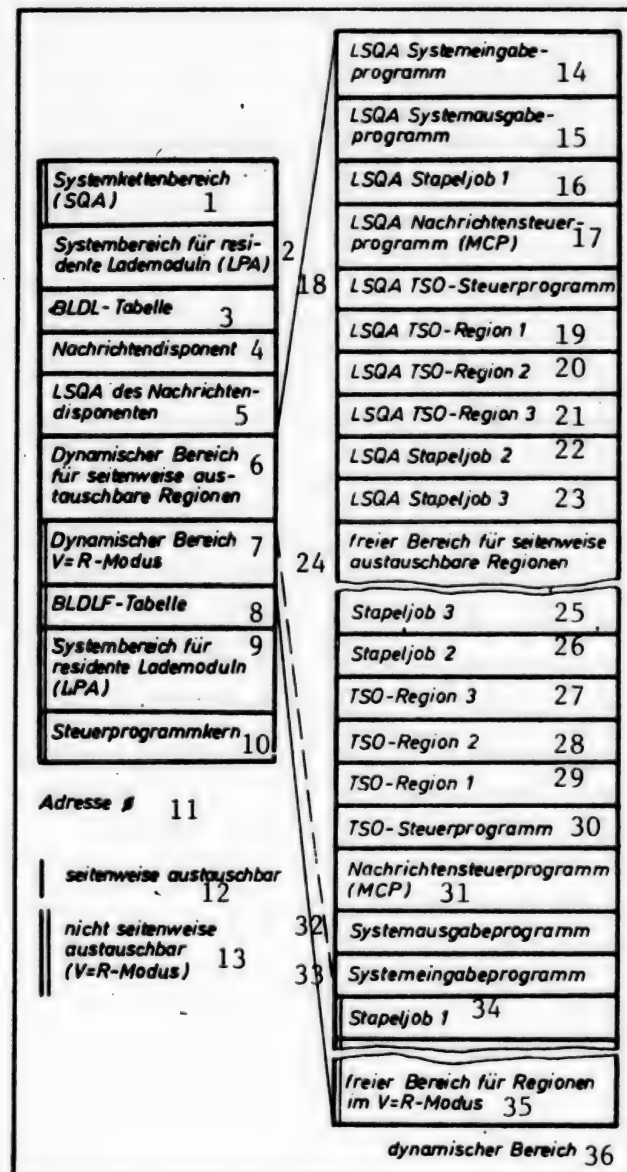 Systemkettenbereich
(SQA) 1
Systembereich für resi- 2
dente Lademoduln (LPA)
BLDL-Tabelle 3
Nachrichtendisponent 4
LSQA des Nachrichten-
disponenten 5
Dynamischer Bereich 6
für seitenweise aus-
tauschbare Regionen
Dynamischer Bereich 7
V=R-Modus
BLDLF-Tabelle 8
Systembereich für 9
residente Lademoduln
(LPA)
Steuerprogrammkern 10
Adresse 11
seitenweise austauschbar
12
nicht seitenweise
austauschbar 13
(V=R-Modus)
LSQA Systemeingabe-
programm 14
LSQA Systemausgabe-
programm 15
LSQA Stapeljob 1 16
LSQA Nachrichtensteuer-
programm (MCP) 17
18 LSQA TSO-Steuerprogramm
LSQA TSO-Region 1 19
LSQA TSO-Region 2 20
LSQA TSO-Region 3 21
LSQA Stapeljob 2 22
LSQA Stapeljob 3 23
24 freier Bereich für seitenweise
austauschbare Regionen
Stapeljob 3 25
Stapeljob 2 26
TSO-Region 3 27
TSO-Region 2 28
TSO-Region 1 29
TSO-Steuerprogramm 30
Nachrichtensteuerprogramm
(MCP) 31
32 Systemausgabeprogramm
33 Systemeingabeprogramm
Stapeljob 1 34
freier Bereich für Regionen
im V=R-Modus 35
dynamischer Bereich 36